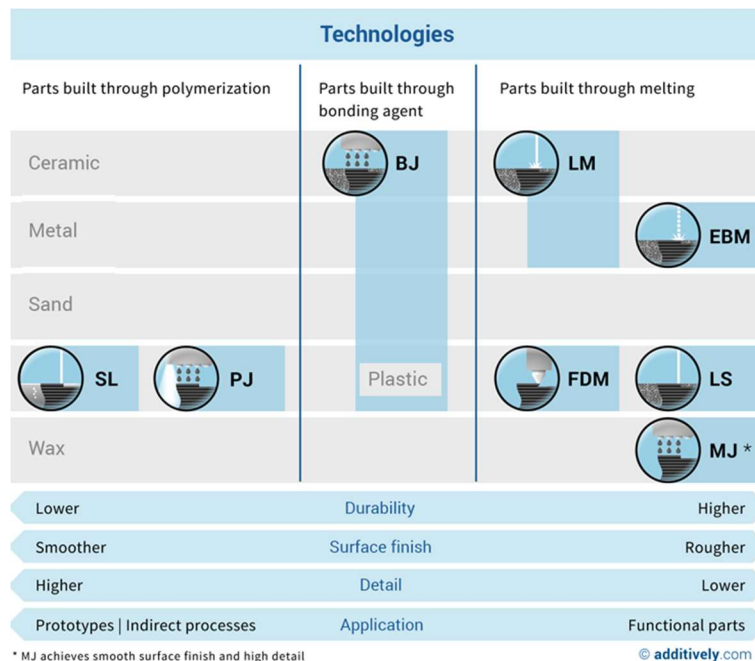 Technologies
Parts built through polymerization
Parts built through
bonding agent
Parts built through melting
Ceramic
BJ
LM
Metal
EBM
Sand
SL
PJ
Plastic
FDM
LS
Wax
MJ *
Lower Durability Higher
Smoother Surface finish Rougher
Higher Detail Lower
Prototypes | Indirect processes Application Functional parts
* MJ achieves smooth surface finish and high detail
© additively.com